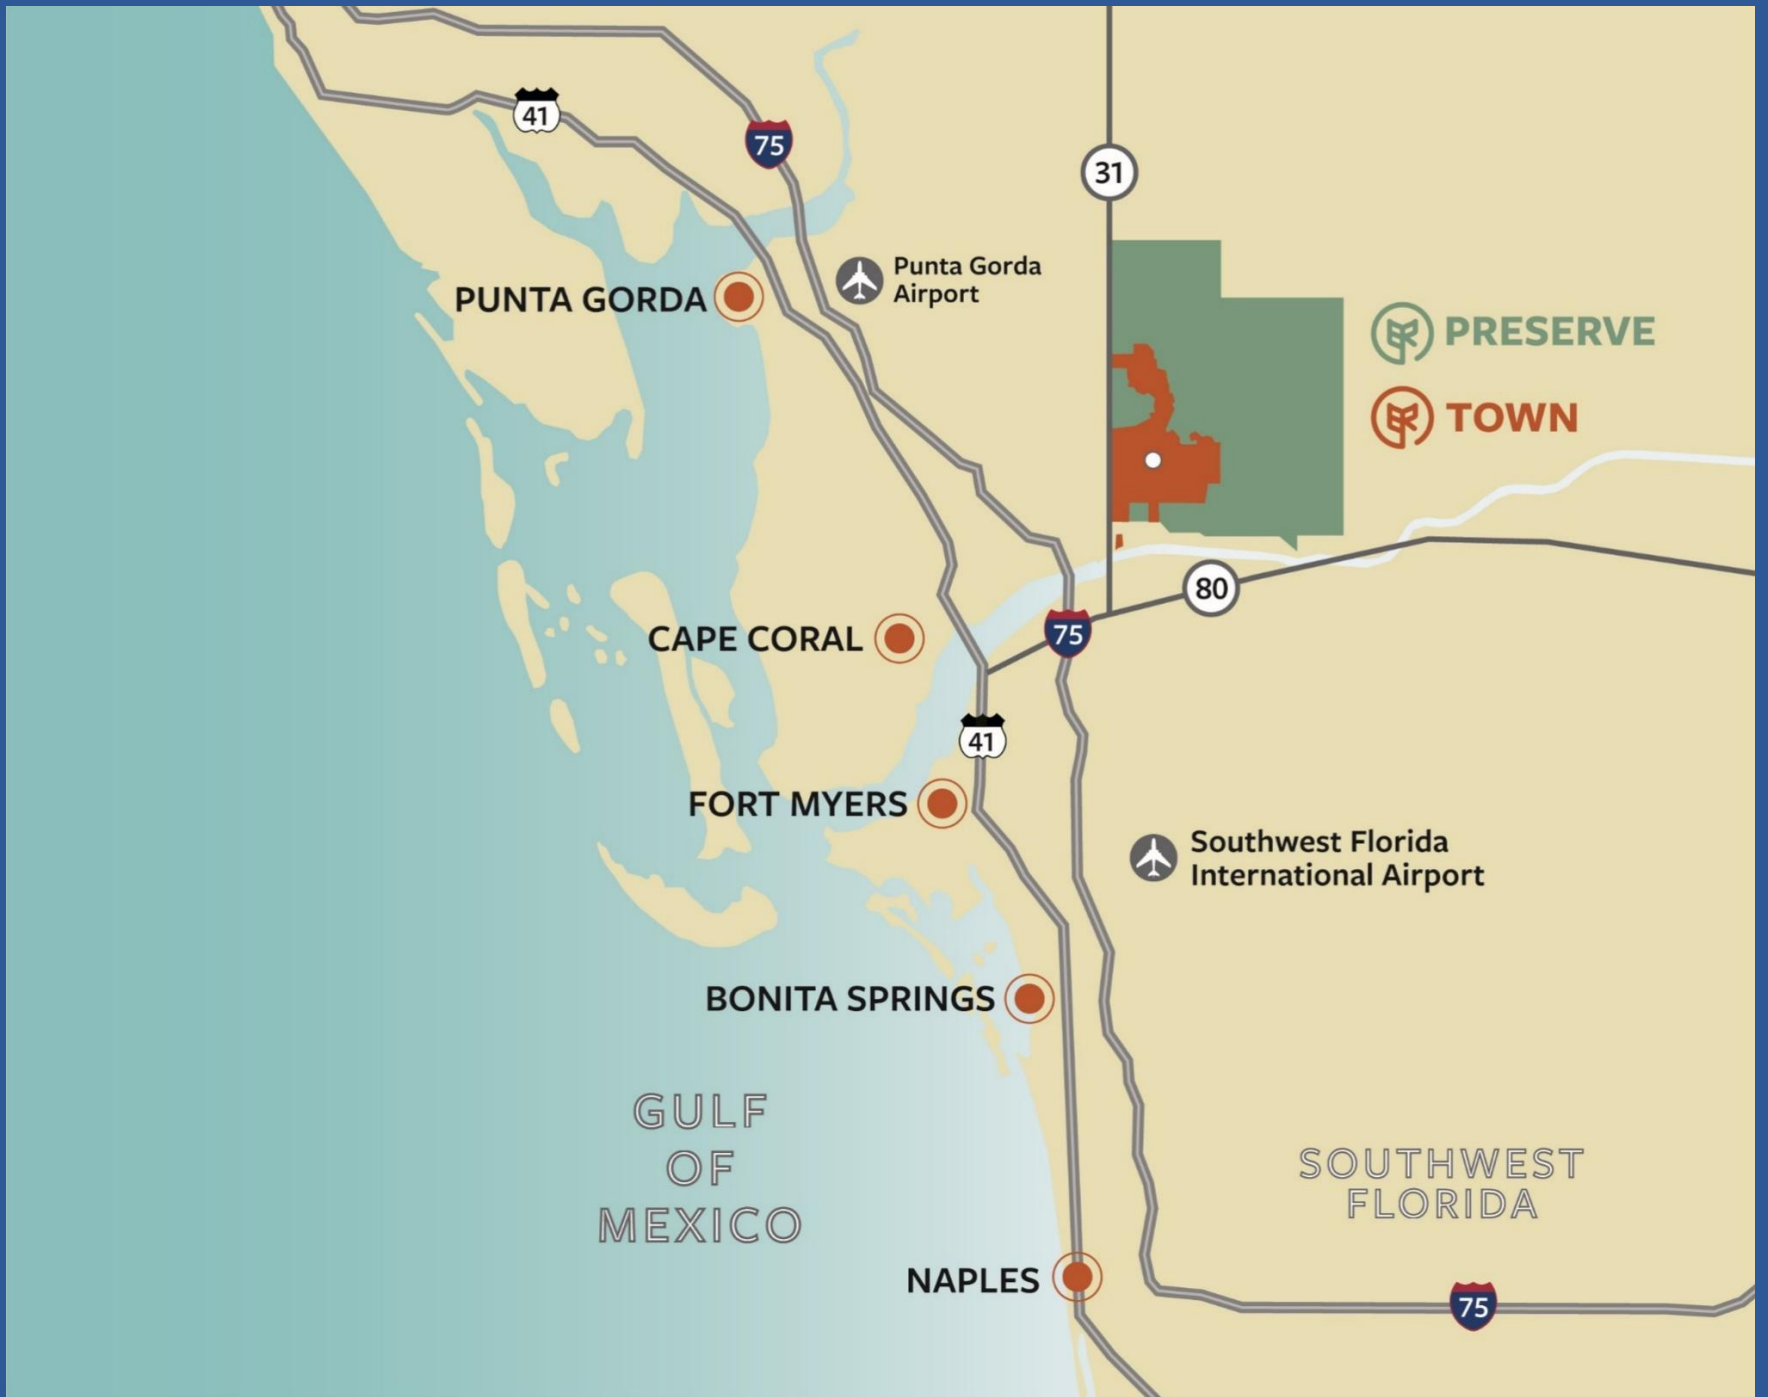 41
75
31
Punta Gorda
Airport
PUNTA GORDA
PRESERVE
TOWN
80
75
CAPE CORAL
41
FORT MYERS
Southwest Florida
International Airport
BONITA SPRINGS
GULF
OF
MEXICO
SOUTHWEST
FLORIDA
NAPLES
75